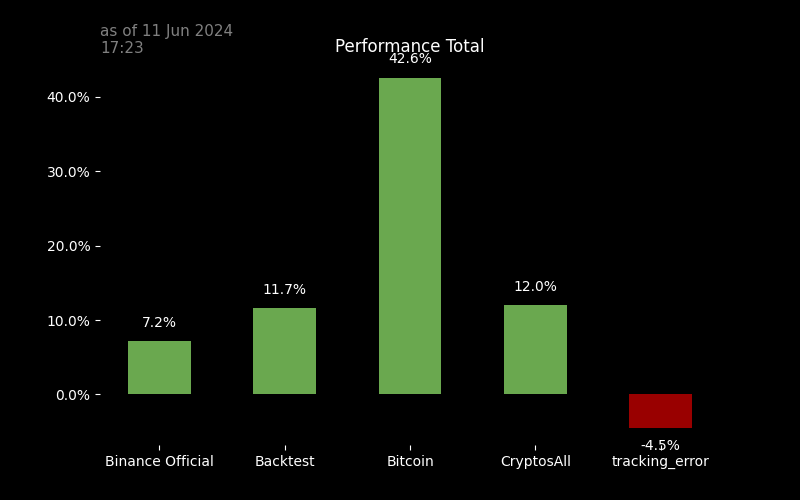 as of 11 Jun 2024
17:23
Performance Total
42.6%
40.0%
30.0%
20.0%
10.0%
0.0%
7.2%
11.7%
12.0%
-4.5%
Binance Official
Backtest
Bitcoin
CryptosAll
tracking_error